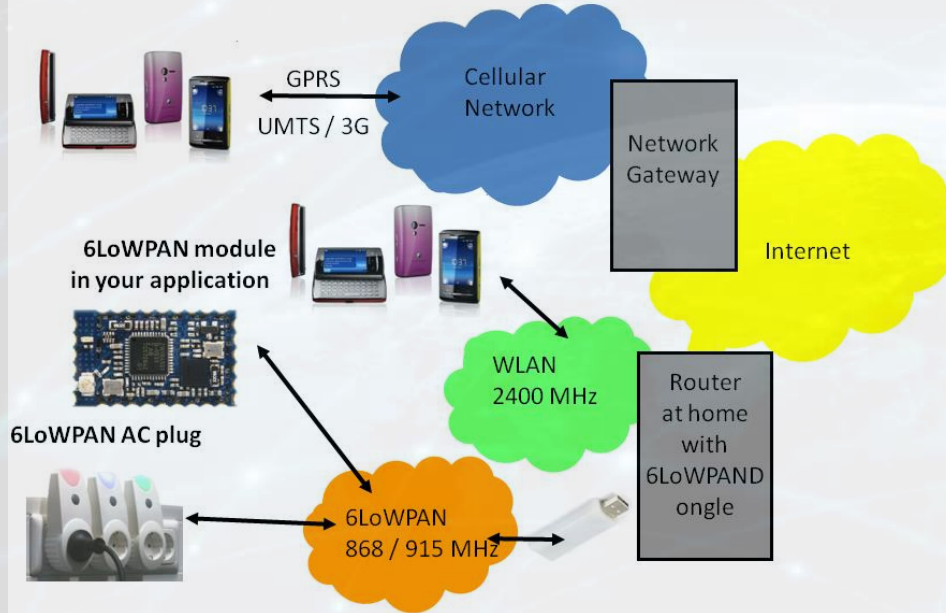 GPRS
UMTS / 3G
Cellular
Network
Network
Gateway
Internet
6LoWPAN module
in your application
WLAN
2400 MHz
Router
at home
with
6LoWPAND
ongle
6LoWPAN AC plug
6LoWPAN
868 / 915 MHz